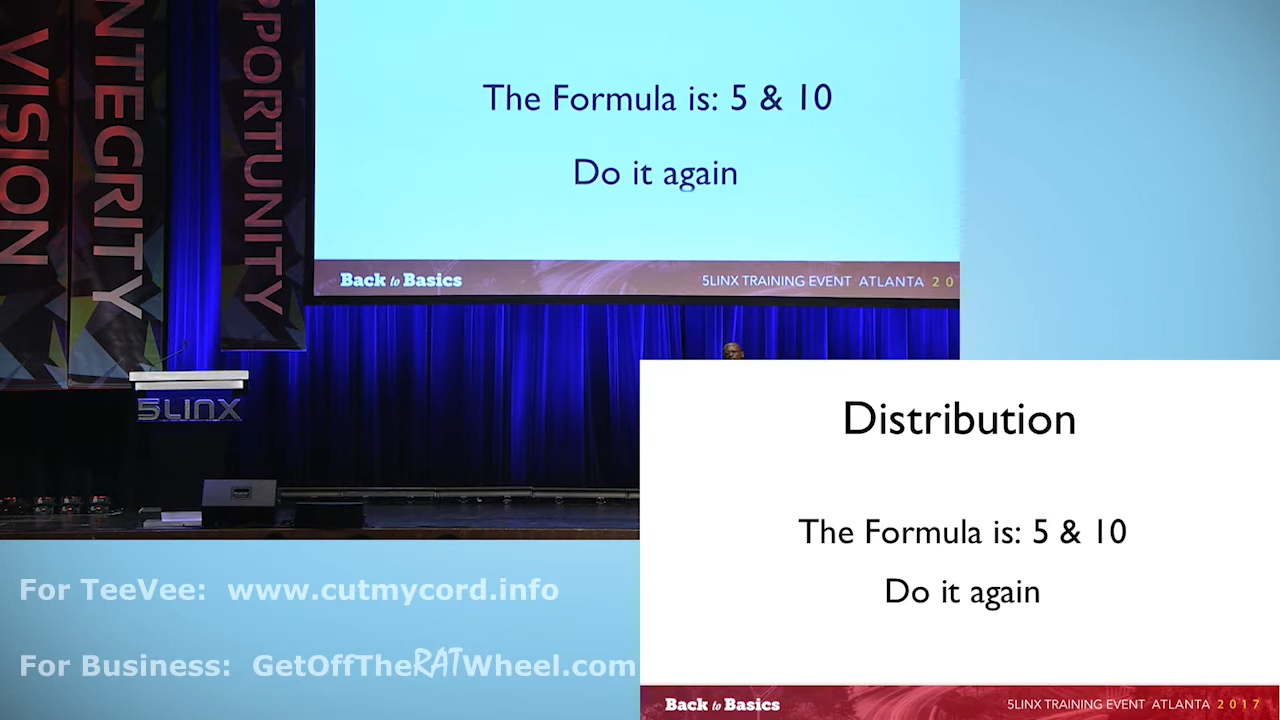 VISION
INTEGRITY
OPPORTUNITY
The Formula is: 5 & 10
Do it again
Back to Basics
5LINX TRAINING EVENT ATLANTA 20
5LINX
Distribution
The Formula is: 5 & 10
Do it again
Back to Basics
5LINX TRAINING EVENT ATLANTA 2017
For TeeVee: www.cutmycord.info
For Business: GetOffTheRATWheel.com